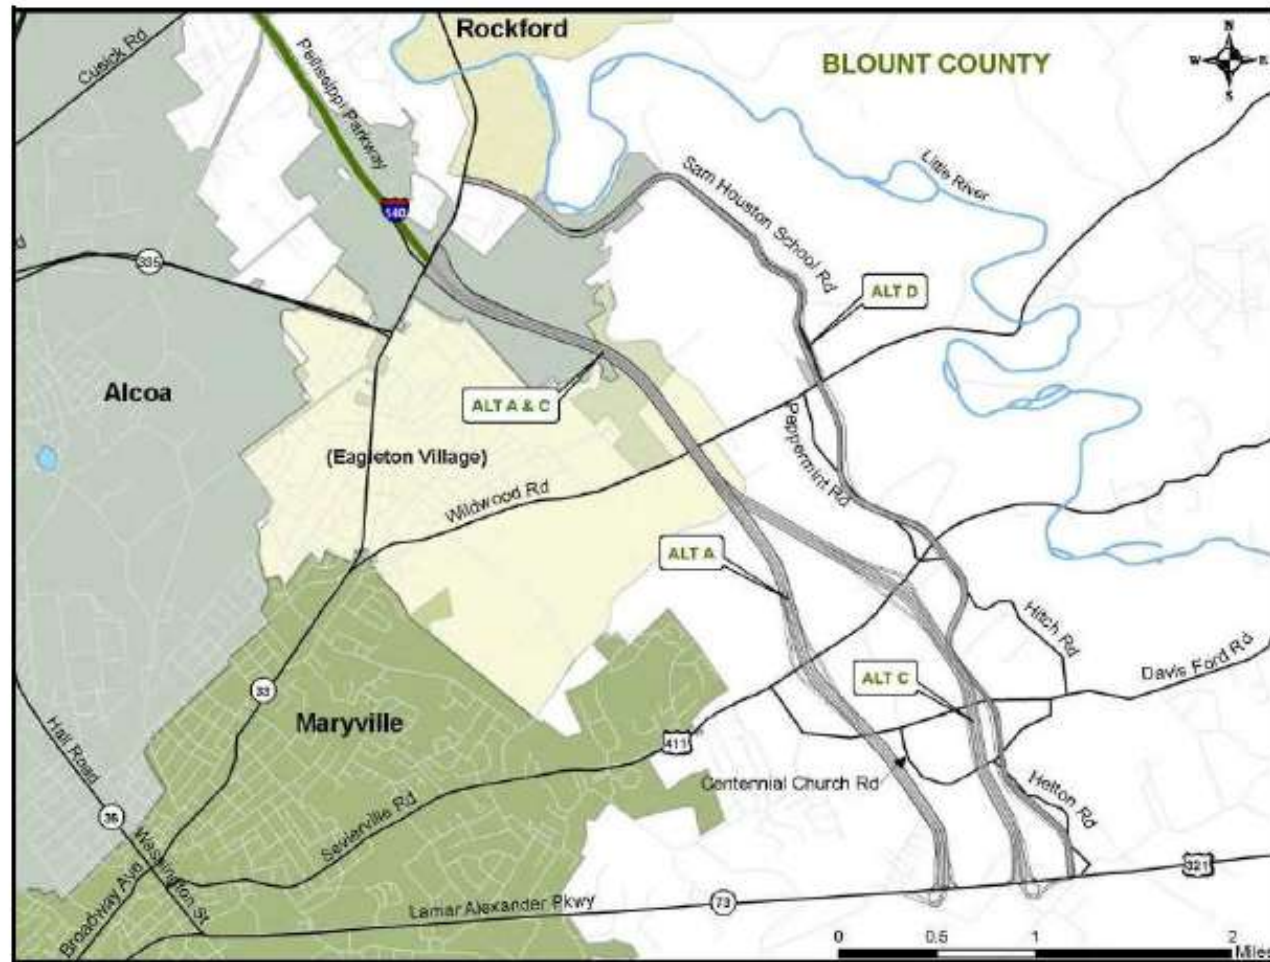 Rockford
BLOUNT COUNTY
N
W E
S
Cusick Rd
Pellissippi Parkway
140
335
Sam Houston School Rd
Little River
ALT D
Alcoa
ALT A & C
(Eagleton Village)
Wildwood Rd
Peppermint Rd
ALT A
Hitch Rd
Davis Ford Rd
ALT C
33
Maryville
411
Hall Road
Centennial Church Rd
Helton Rd
Sevierville Rd
35
Washington St
Broadway Ave
Lamar Alexander Pkwy
73
321
0 0.5 1 2
Miles